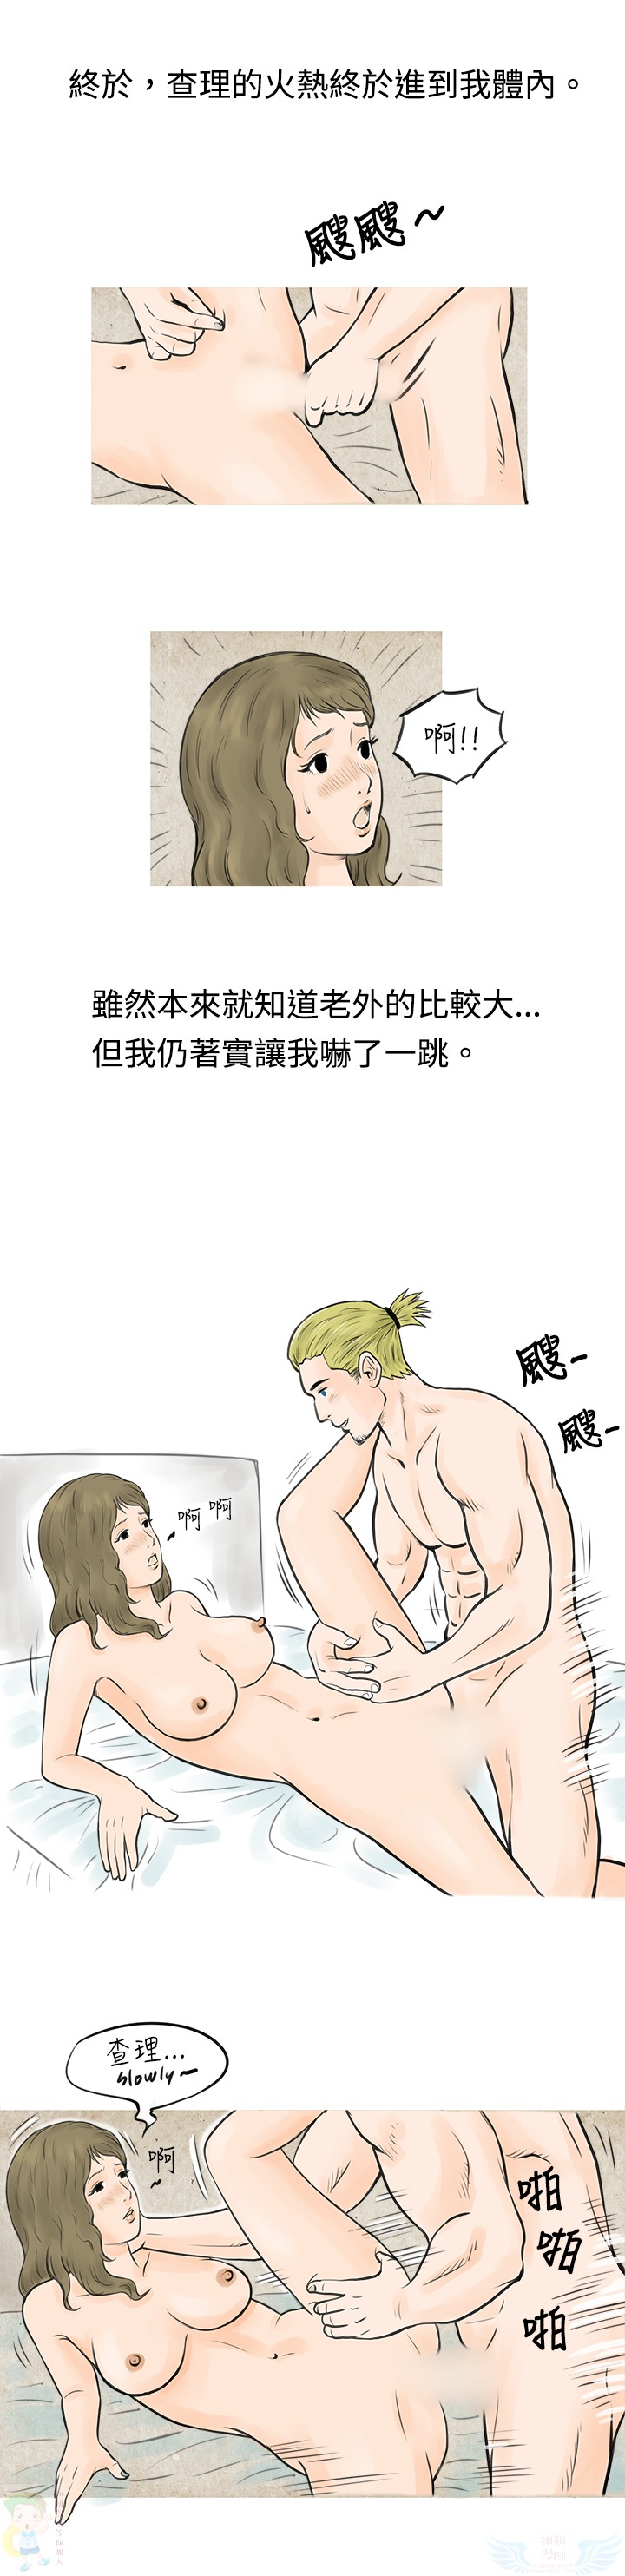 終於，查理的火熱終於進到我體內。
颼颼~
啊!!
雖然本來就知道老外的比較大...
但我仍著實讓我嚇了一跳。
颼-
颼-
啊 啊
查理...
slowly~
啊~
啪
啪
啪